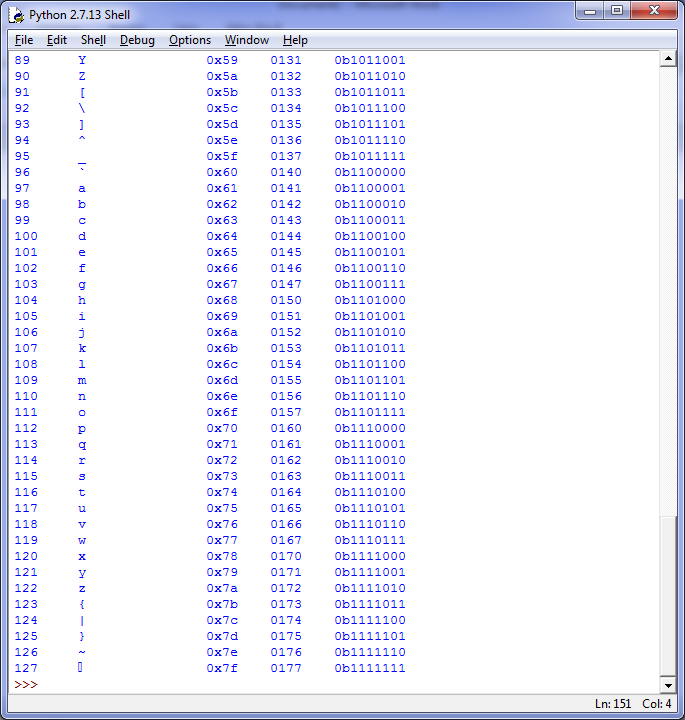 Python 2.7.13 Shell
File Edit Shell Debug Options Window Help
89 Y 0x59 0131 0b1011001
90 Z 0x5a 0132 0b1011010
91 [ 0x5b 0133 0b1011011
92 \ 0x5c 0134 0b1011100
93 ] 0x5d 0135 0b1011101
94 ^ 0x5e 0136 0b1011110
95 _ 0x5f 0137 0b1011111
96 ` 0x60 0140 0b1100000
97 a 0x61 0141 0b1100001
98 b 0x62 0142 0b1100010
99 c 0x63 0143 0b1100011
100 d 0x64 0144 0b1100100
101 e 0x65 0145 0b1100101
102 f 0x66 0146 0b1100110
103 g 0x67 0147 0b1100111
104 h 0x68 0150 0b1101000
105 i 0x69 0151 0b1101001
106 j 0x6a 0152 0b1101010
107 k 0x6b 0153 0b1101011
108 l 0x6c 0154 0b1101100
109 m 0x6d 0155 0b1101101
110 n 0x6e 0156 0b1101110
111 o 0x6f 0157 0b1101111
112 p 0x70 0160 0b1110000
113 q 0x71 0161 0b1110001
114 r 0x72 0162 0b1110010
115 s 0x73 0163 0b1110011
116 t 0x74 0164 0b1110100
117 u 0x75 0165 0b1110101
118 v 0x76 0166 0b1110110
119 w 0x77 0167 0b1110111
120 x 0x78 0170 0b1111000
121 y 0x79 0171 0b1111001
122 z 0x7a 0172 0b1111010
123 { 0x7b 0173 0b1111011
124 | 0x7c 0174 0b1111100
125 } 0x7d 0175 0b1111101
126 ~ 0x7e 0176 0b1111110
127 ▯ 0x7f 0177 0b1111111
>>>
Ln: 151 Col: 4